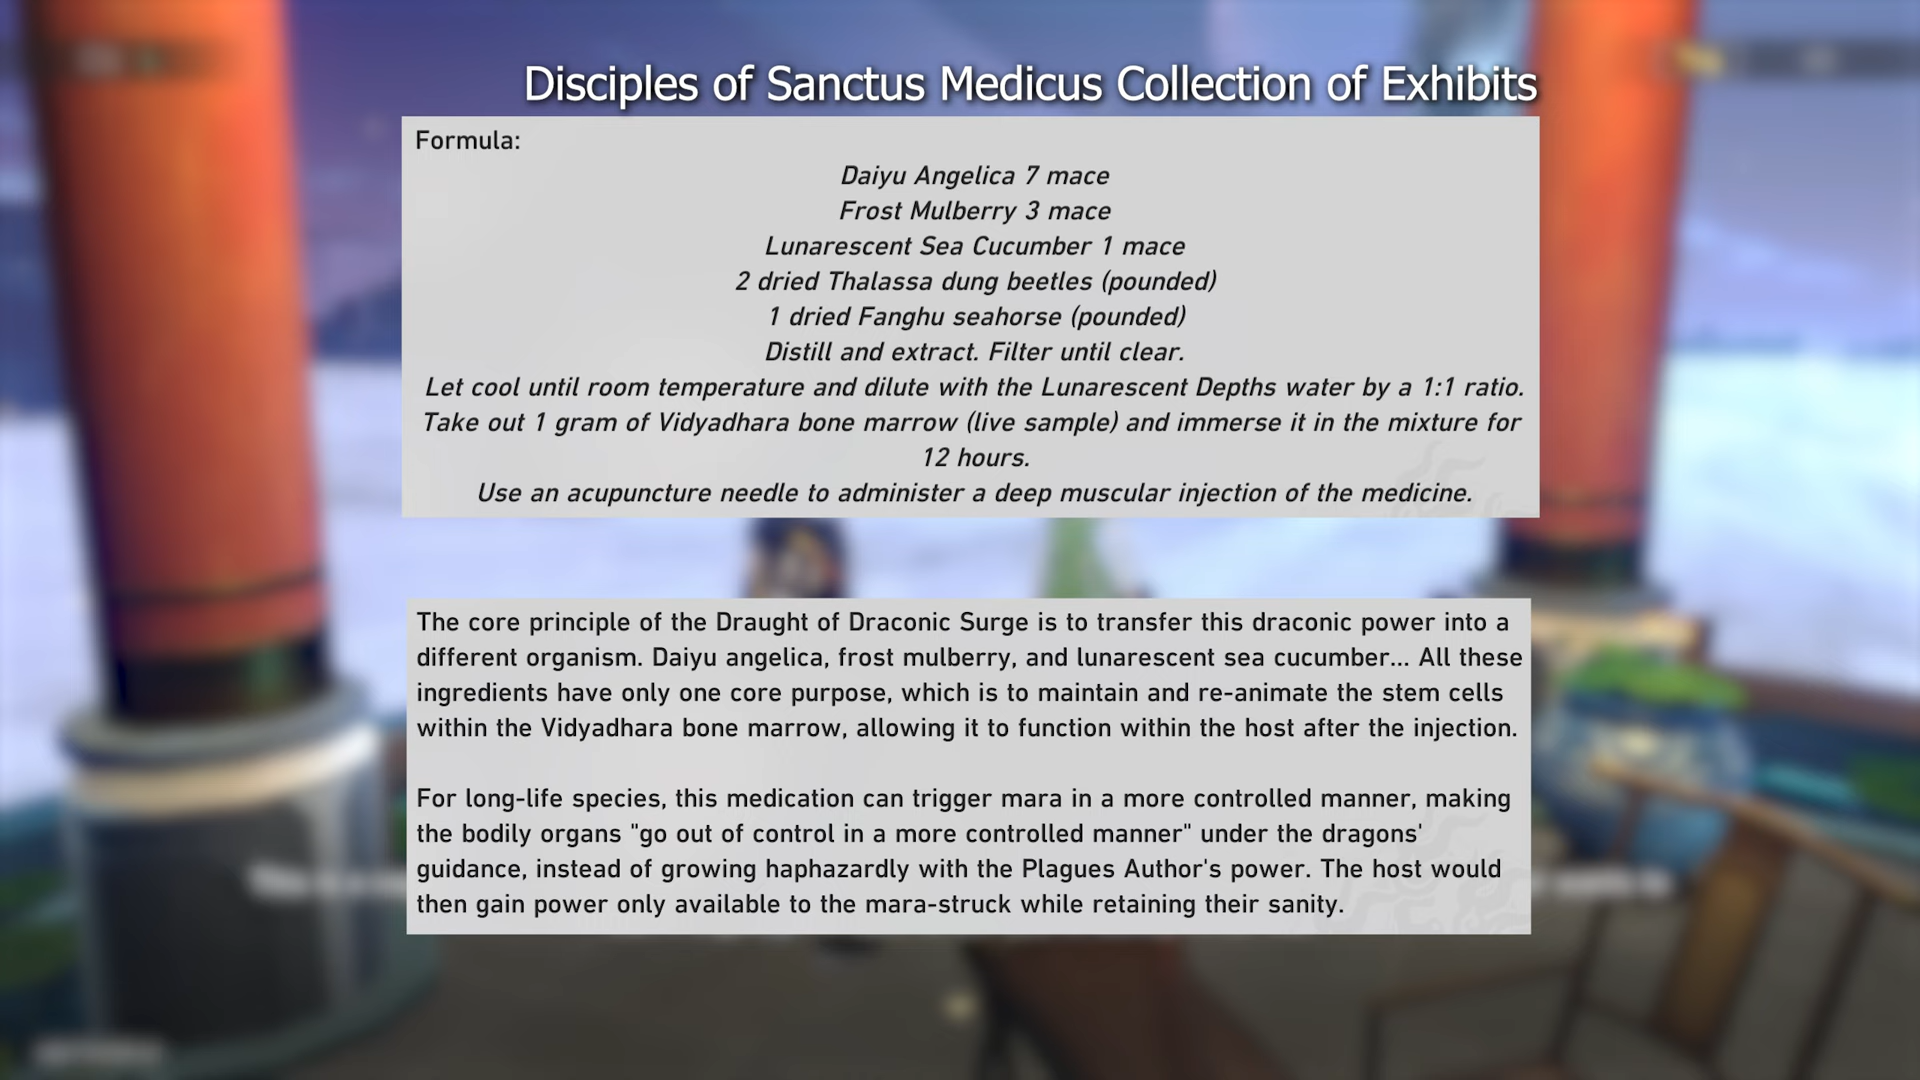 Disciples of Sanctus Medicus Collection of Exhibits
Formula:
Daiyu Angelica 7 mace
Frost Mulberry 3 mace
Lunarescent Sea Cucumber 1 mace
2 dried Thalassa dung beetles (pounded)
1 dried Fanghu seahorse (pounded)
Distill and extract. Filter until clear.
Let cool until room temperature and dilute with the Lunarescent Depths water by a 1:1 ratio.
Take out 1 gram of Vidyadhara bone marrow (live sample) and immerse it in the mixture for
12 hours.
Use an acupuncture needle to administer a deep muscular injection of the medicine.
The core principle of the Draught of Draconic Surge is to transfer this draconic power into a
different organism. Daiyu angelica, frost mulberry, and lunarescent sea cucumber... All these
ingredients have only one core purpose, which is to maintain and re-animate the stem cells
within the Vidyadhara bone marrow, allowing it to function within the host after the injection.
For long-life species, this medication can trigger mara in a more controlled manner, making
the bodily organs "go out of control in a more controlled manner" under the dragons'
guidance, instead of growing haphazardly with the Plagues Author's power. The host would
then gain power only available to the mara-struck while retaining their sanity.